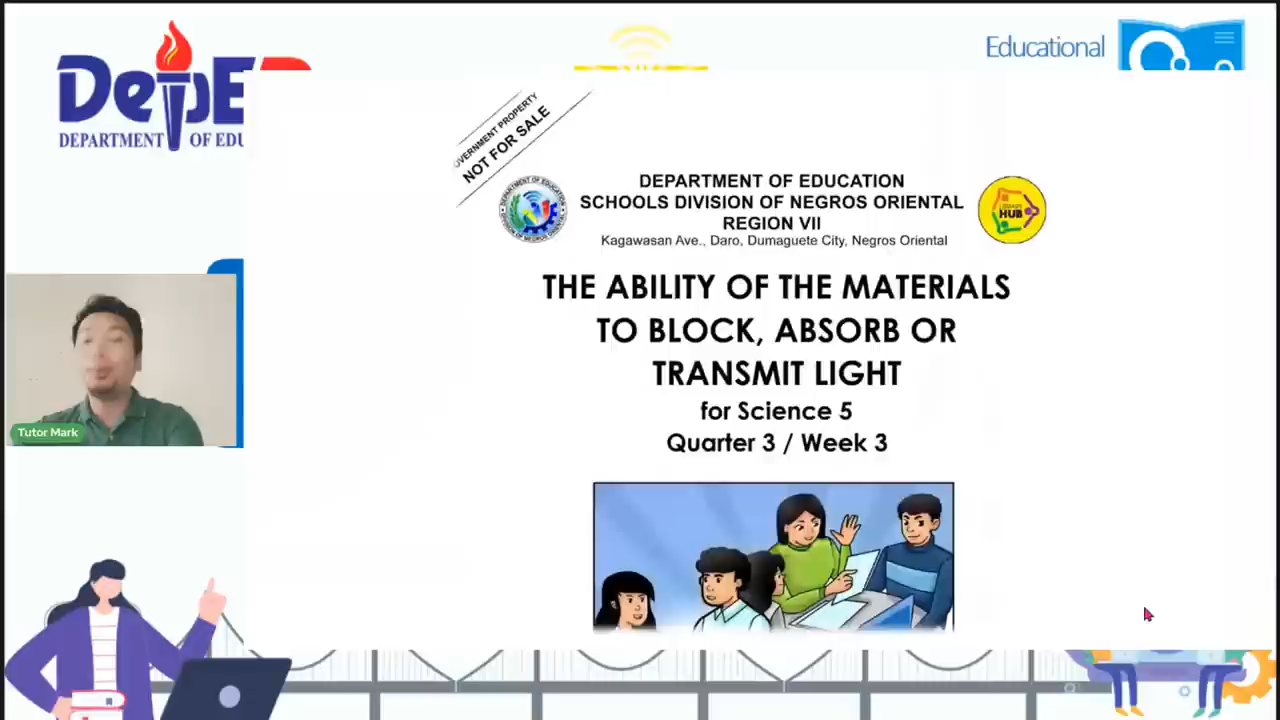 DepE
DEPARTMENT OF EDU
Educational
VERNMENT PROPERTY
NOT FOR SALE
DEPARTMENT OF EDUCATION
SCHOOLS DIVISION OF NEGROS ORIENTAL
REGION VII
Kagawasan Ave., Daro, Dumaguete City, Negros Oriental
HUB
THE ABILITY OF THE MATERIALS
TO BLOCK, ABSORB OR
TRANSMIT LIGHT
for Science 5
Quarter 3 / Week 3
Tutor Mark